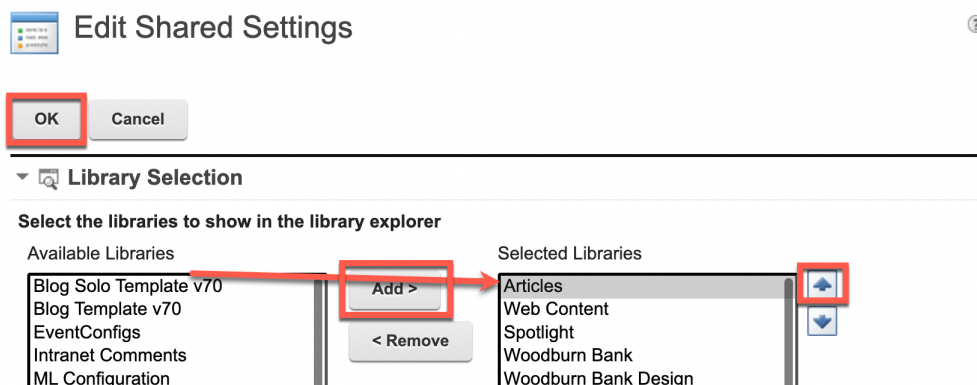 Edit Shared Settings
OK
Cancel
Library Selection
Select the libraries to show in the library explorer
Available Libraries
Selected Libraries
Blog Solo Template v70
Blog Template v70
EventConfigs
Intranet Comments
ML Configuration
Add >
< Remove
Articles
Web Content
Spotlight
Woodburn Bank
Woodburn Bank Design